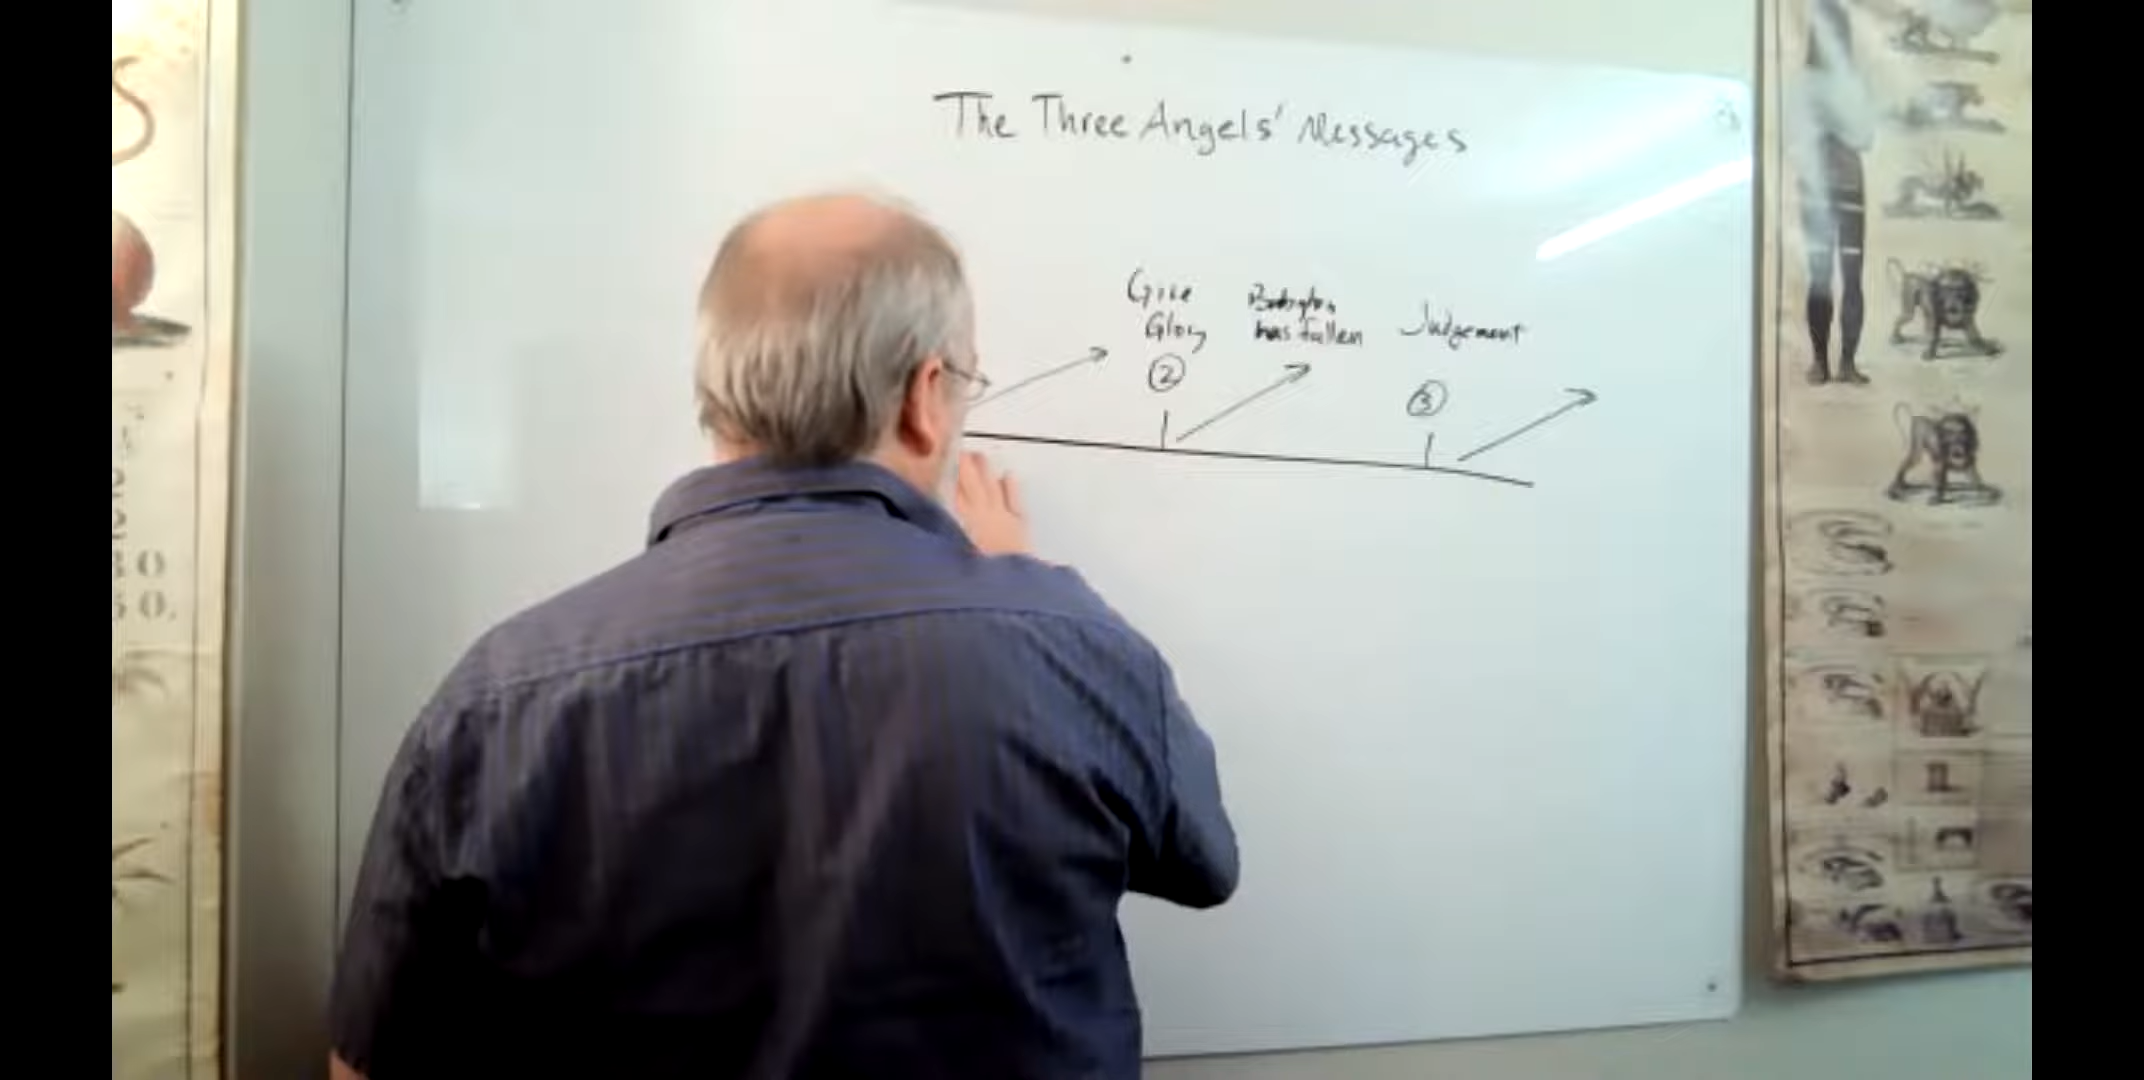 The Three Angels' Messages
Give
Glory
②
Babylon
has fallen
Judgement
③